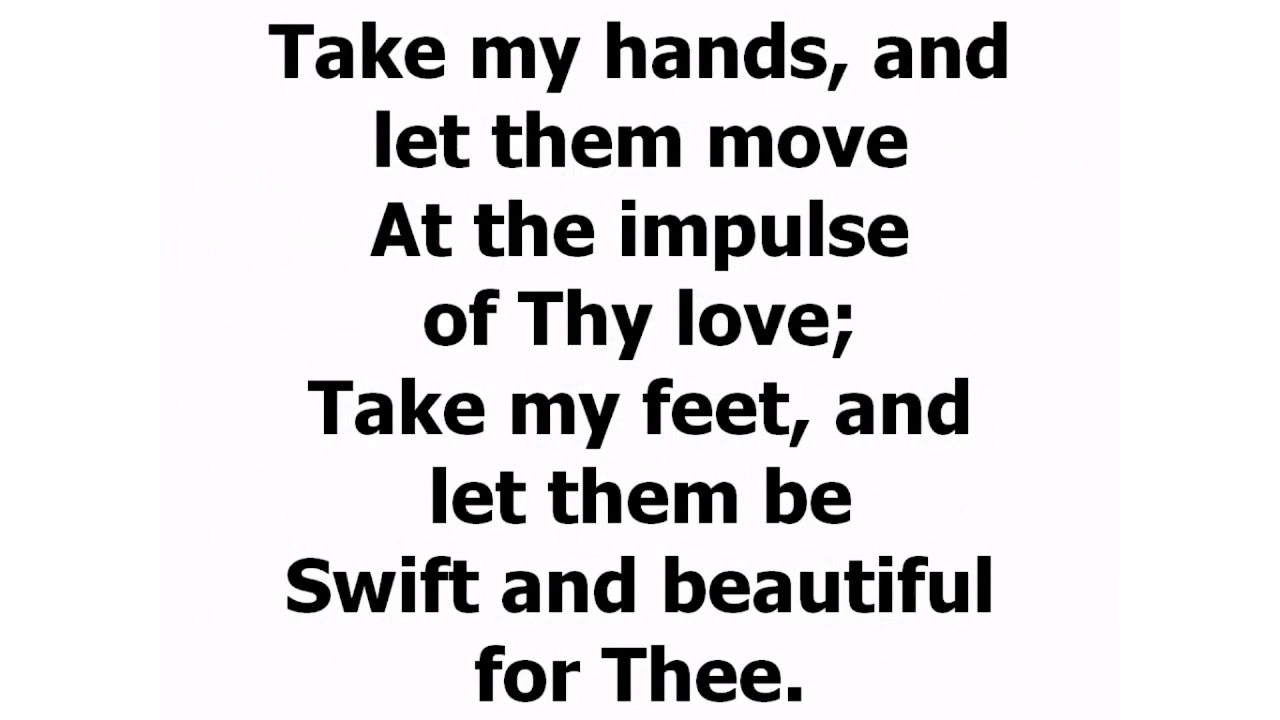 Take my hands, and
let them move
At the impulse
of Thy love;
Take my feet, and
let them be
Swift and beautiful
for Thee.